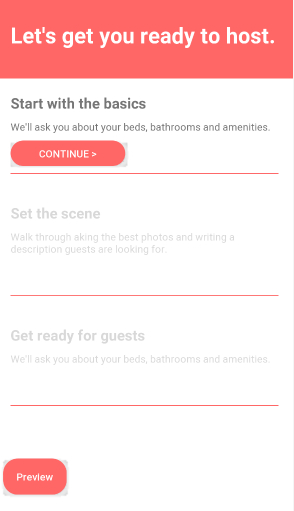 Let's get you ready to host.
Start with the basics
We'll ask you about your beds, bathrooms and amenities.
CONTINUE >
Set the scene
Walk through aking the best photos and writing a
description guests are looking for..
Get ready for guests
We'll ask you about your beds, bathrooms and amenities.
Preview